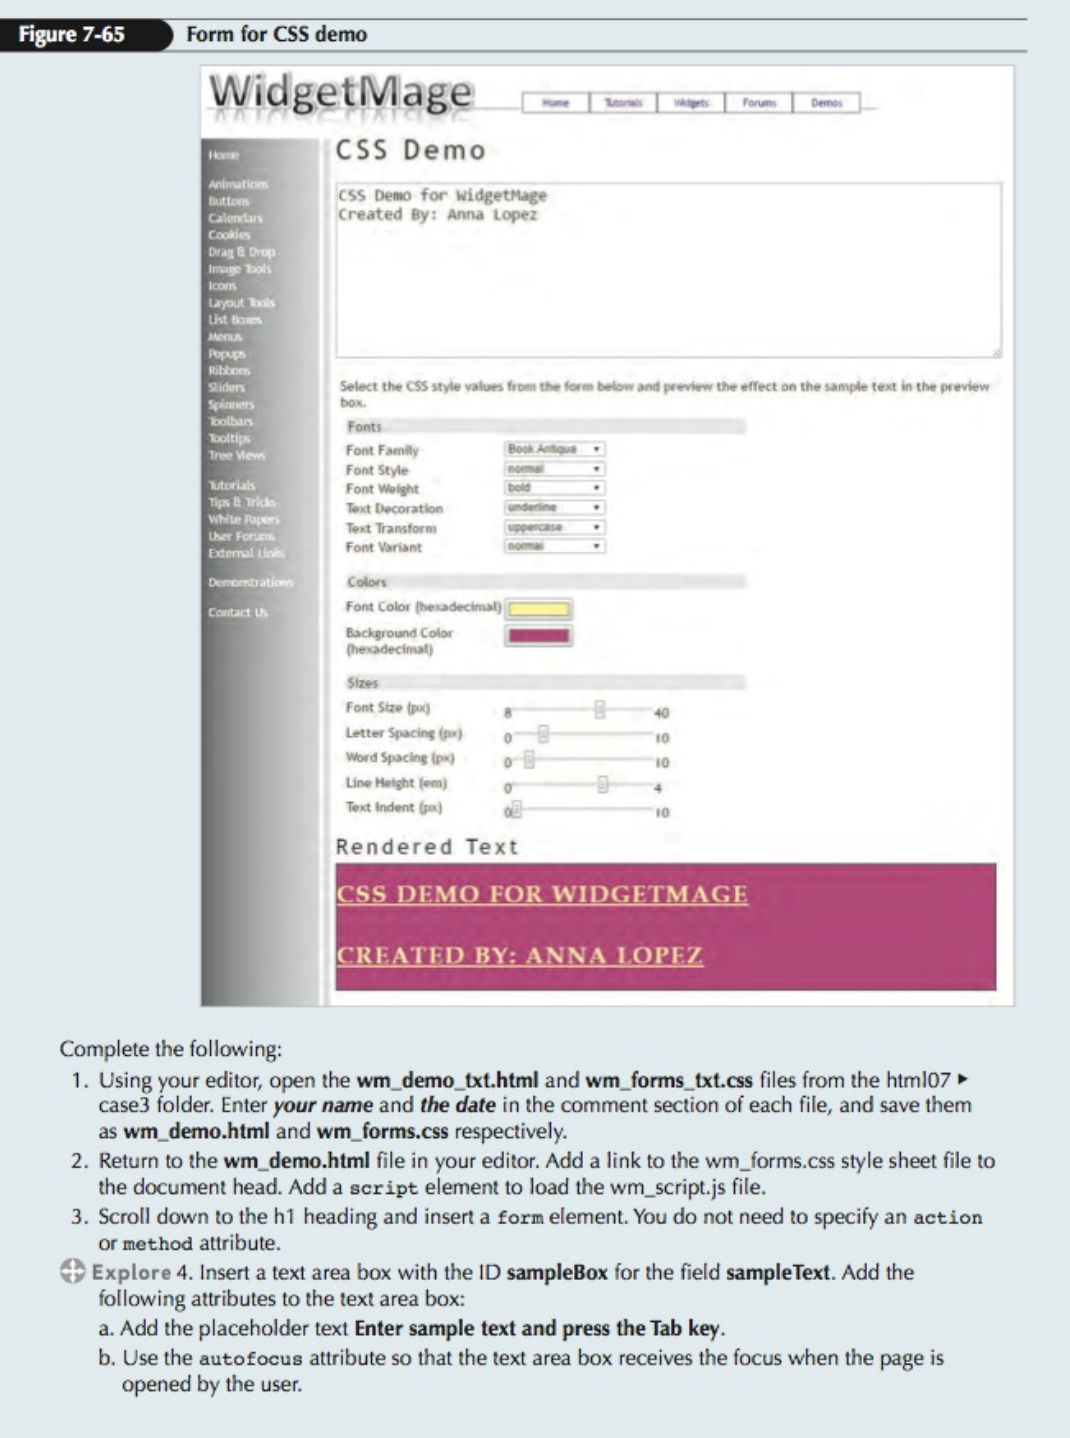 Figure 7-65
Form for CSS demo
WidgetMage
Home
Tutorials
Widgets
Forums
Demos
Home
Animations
Buttons
Calendars
Cookies
Drag & Drop
Image Tools
Icons
Layout Tools
List Boxes
Menus
Popups
Ribbons
Sliders
Spinners
Toolbars
Tooltips
Tree Views
Tutorials
Tips & Tricks
White Papers
User Forums
External Links
Demonstrations
Contact Us
CSS Demo
CSS Demo for WidgetMage
Created By: Anna Lopez
Select the CSS style values from the form below and preview the effect on the sample text in the preview
box.
Fonts
Font Family Book Antiqua
Font Style normal
Font Weight bold
Text Decoration underline
Text Transform uppercase
Font Variant normal
Colors
Font Color (hexadecimal)
Background Color
(hexadecimal)
Sizes
Font Size (px) 8 40
Letter Spacing (px) 0 10
Word Spacing (px) 0 10
Line Height (em) 0 4
Text Indent (px) 0 10
Rendered Text
CSS DEMO FOR WIDGETMAGE
CREATED BY: ANNA LOPEZ
Complete the following:
1. Using your editor, open the wm_demo_txt.html and wm_forms_txt.css files from the html07 ▶
case3 folder. Enter your name and the date in the comment section of each file, and save them
as wm_demo.html and wm_forms.css respectively.
2. Return to the wm_demo.html file in your editor. Add a link to the wm_forms.css style sheet file to
the document head. Add a script element to load the wm_script.js file.
3. Scroll down to the h1 heading and insert a form element. You do not need to specify an action
or method attribute.
Explore 4. Insert a text area box with the ID sampleBox for the field sampleText. Add the
following attributes to the text area box:
a. Add the placeholder text Enter sample text and press the Tab key.
b. Use the autofocus attribute so that the text area box receives the focus when the page is
opened by the user.